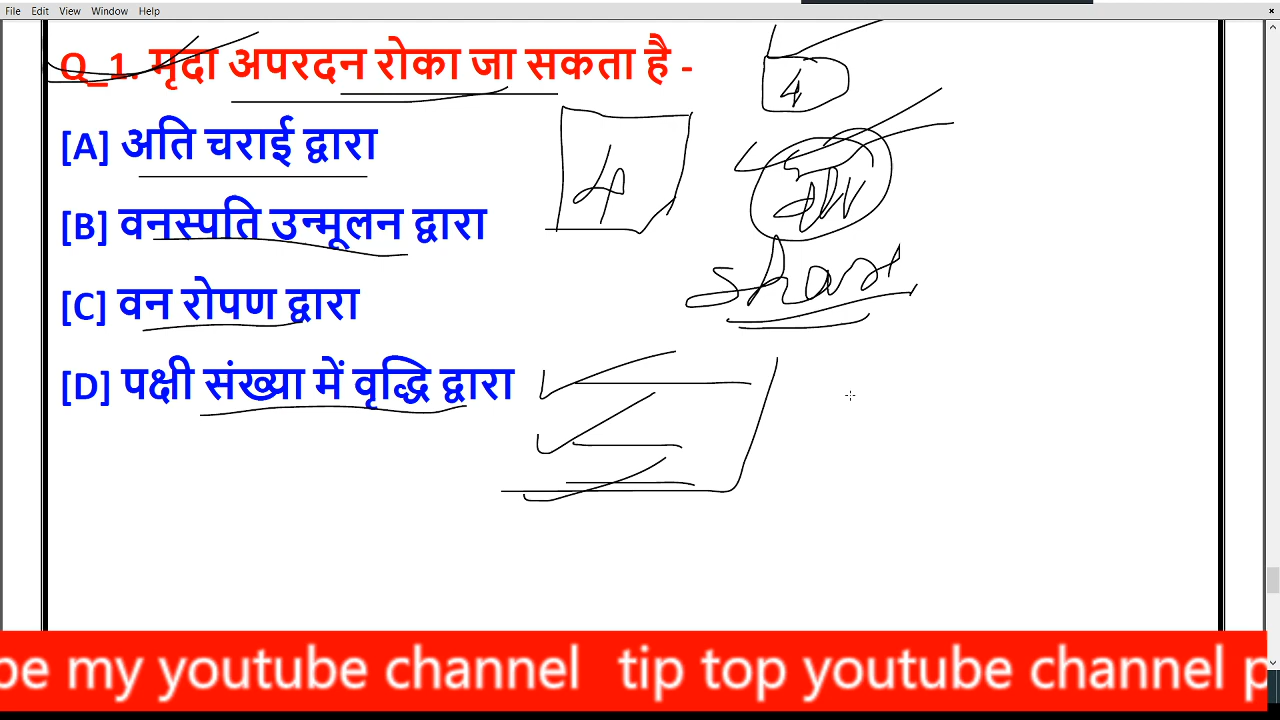 File Edit View Window Help
Q_1. मृदा अपरदन रोका जा सकता है -
[A] अति चराई द्वारा
[B] वनस्पति उन्मूलन द्वारा
[C] वन रोपण द्वारा
[D] पक्षी संख्या में वृद्धि द्वारा
4
share
be my youtube channel tip top youtube channel p